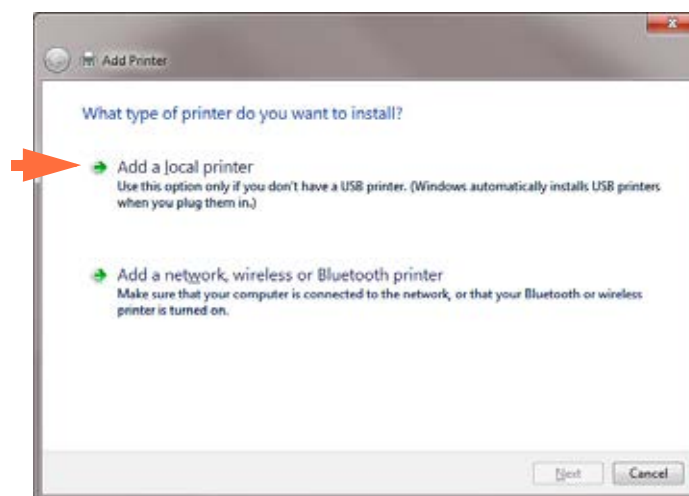 Add Printer
What type of printer do you want to install?
Add a local printer
Use this option only if you don't have a USB printer. (Windows automatically installs USB printers
when you plug them in.)
Add a network, wireless or Bluetooth printer
Make sure that your computer is connected to the network, or that your Bluetooth or wireless
printer is turned on.
Next
Cancel